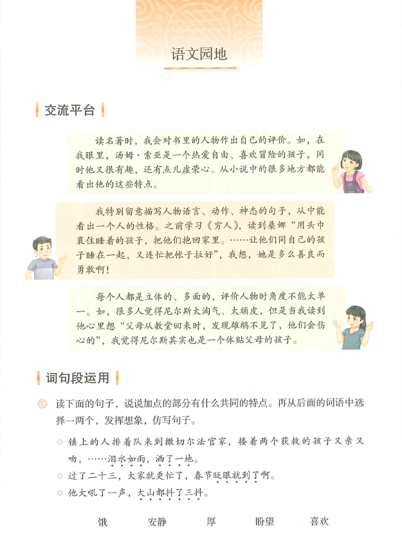 语文园地
交流平台
读名著时，我会对书里的人物作出自己的评价。如，在
我眼里，汤姆·索亚是一个热爱自由、喜欢冒险的孩子，同
时他又很有趣，还有点儿虚荣心。从小说中的很多地方都能
看出他的这些特点。
我特别留意描写人物语言、动作、神态的句子，从中能
看出一个人的性格。之前学习《穷人》，读到桑娜“用头巾
裹住睡着的孩子，把他们抱回家里。……让他们同自己的孩
子睡在一起，又连忙把帐子拉好”，我想，她是多么善良而
勇敢啊！
每个人都是立体的、多面的，评价人物时角度不能太单
一。如，很多人觉得尼尔斯太淘气、太顽皮，但是当我读到
他心里想“父母从教堂回来时，发现雄鹅不见了，他们会伤
心的”，我觉得尼尔斯其实也是一个体贴父母的孩子。
词句段运用
读下面的句子，说说加点的部分有什么共同的特点。再从后面的词语中选
择一两个，发挥想象，仿写句子。
◇ 镇上的人排着队来到撒切尔法官家，搂着两个获救的孩子又亲又
吻，……泪水如雨，洒了一地。
◇ 过了二十三，大家就更忙了，春节眨眼就到了啊。
◇ 他大吼了一声，大山都抖了三抖。
饿 安静 厚 盼望 喜欢